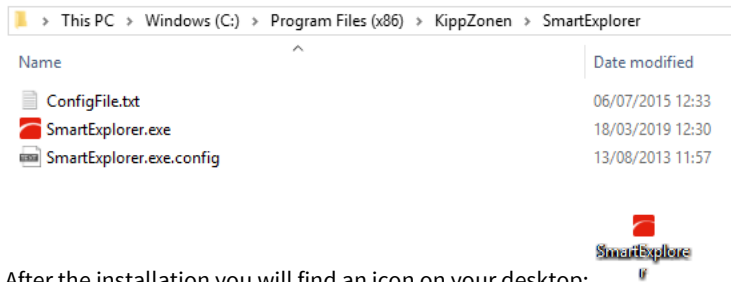 This PC > Windows (C:) > Program Files (x86) > KippZonen > SmartExplorer
Name Date modified
ConfigFile.txt 06/07/2015 12:33
SmartExplorer.exe 18/03/2019 12:30
SmartExplorer.exe.config 13/08/2013 11:57
SmartExplore
r
After the installation you will find an icon on your desktop: